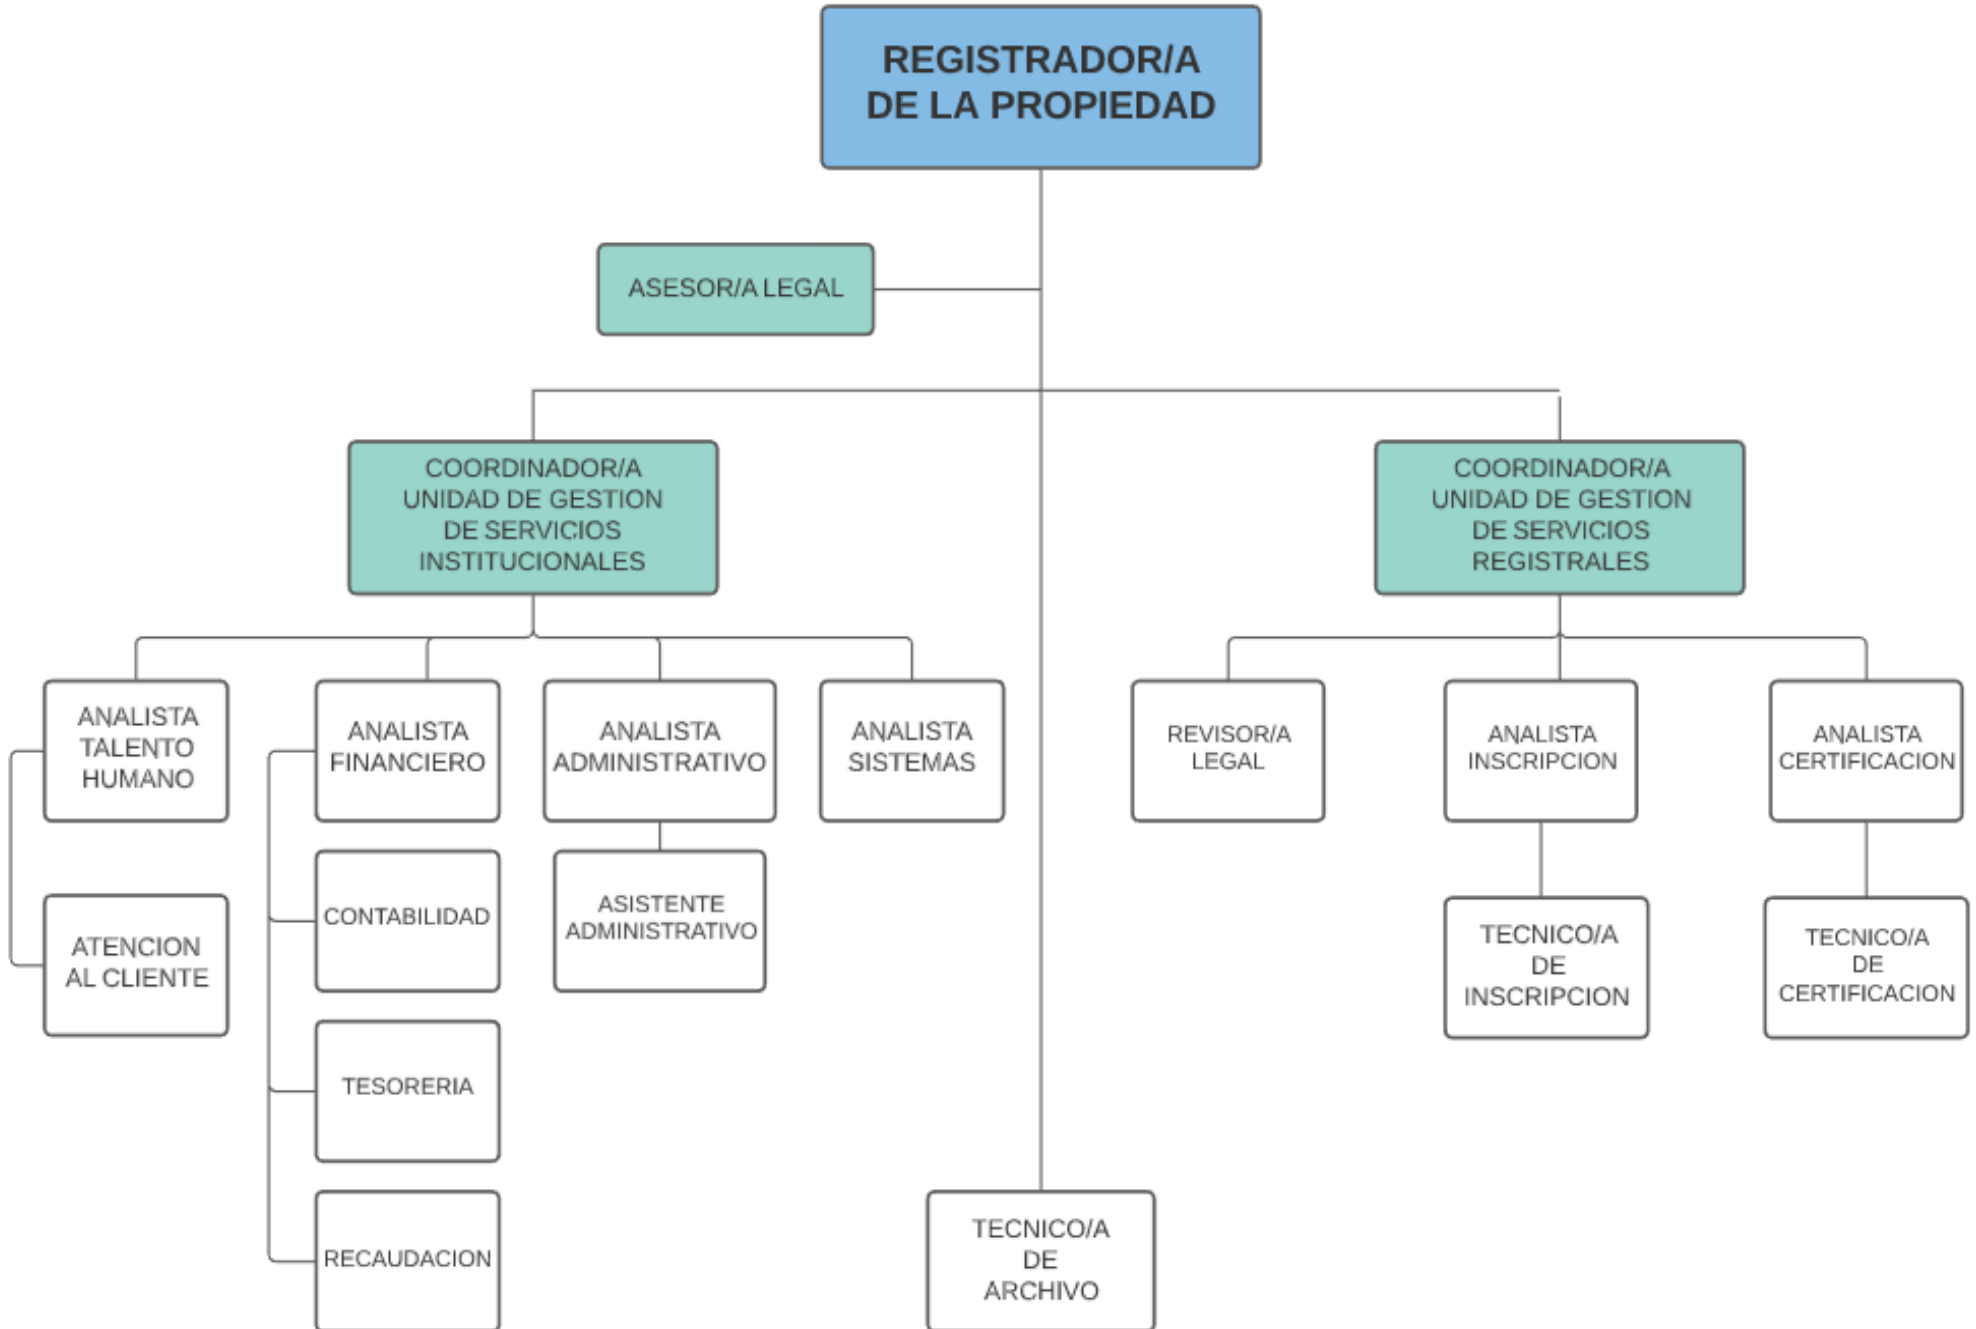 REGISTRADOR/A
DE LA PROPIEDAD
ASESOR/A LEGAL
COORDINADOR/A
UNIDAD DE GESTION
DE SERVICIOS
INSTITUCIONALES
COORDINADOR/A
UNIDAD DE GESTION
DE SERVICIOS
REGISTRALES
ANALISTA
TALENTO
HUMANO
ANALISTA
FINANCIERO
ANALISTA
ADMINISTRATIVO
ANALISTA
SISTEMAS
REVISOR/A
LEGAL
ANALISTA
INSCRIPCION
ANALISTA
CERTIFICACION
ATENCION
AL CLIENTE
CONTABILIDAD
ASISTENTE
ADMINISTRATIVO
TECNICO/A
DE
INSCRIPCION
TECNICO/A
DE
CERTIFICACION
TESORERIA
RECAUDACION
TECNICO/A
DE
ARCHIVO